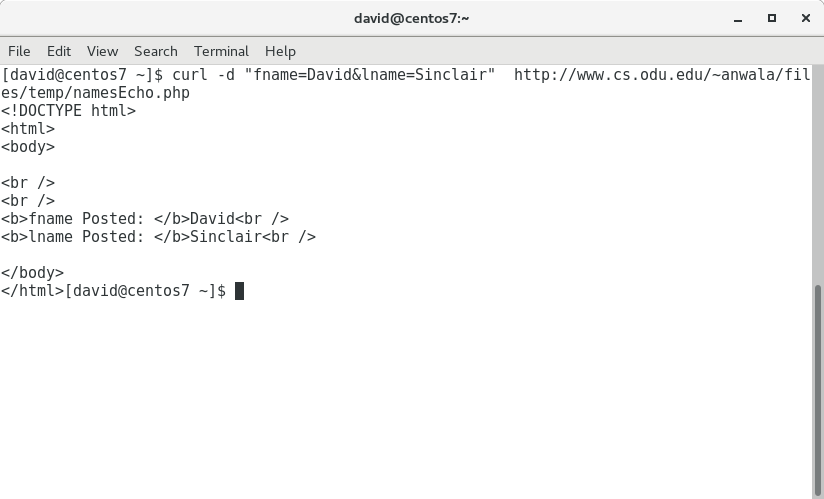 david@centos7:~
File Edit View Search Terminal Help
[david@centos7 ~]$ curl -d "fname=David&lname=Sinclair"  http://www.cs.odu.edu/~anwala/fil
es/temp/namesEcho.php
<!DOCTYPE html>
<html>
<body>

<br />
<br />
<b>fname Posted: </b>David<br />
<b>lname Posted: </b>Sinclair<br />

</body>
</html>[david@centos7 ~]$